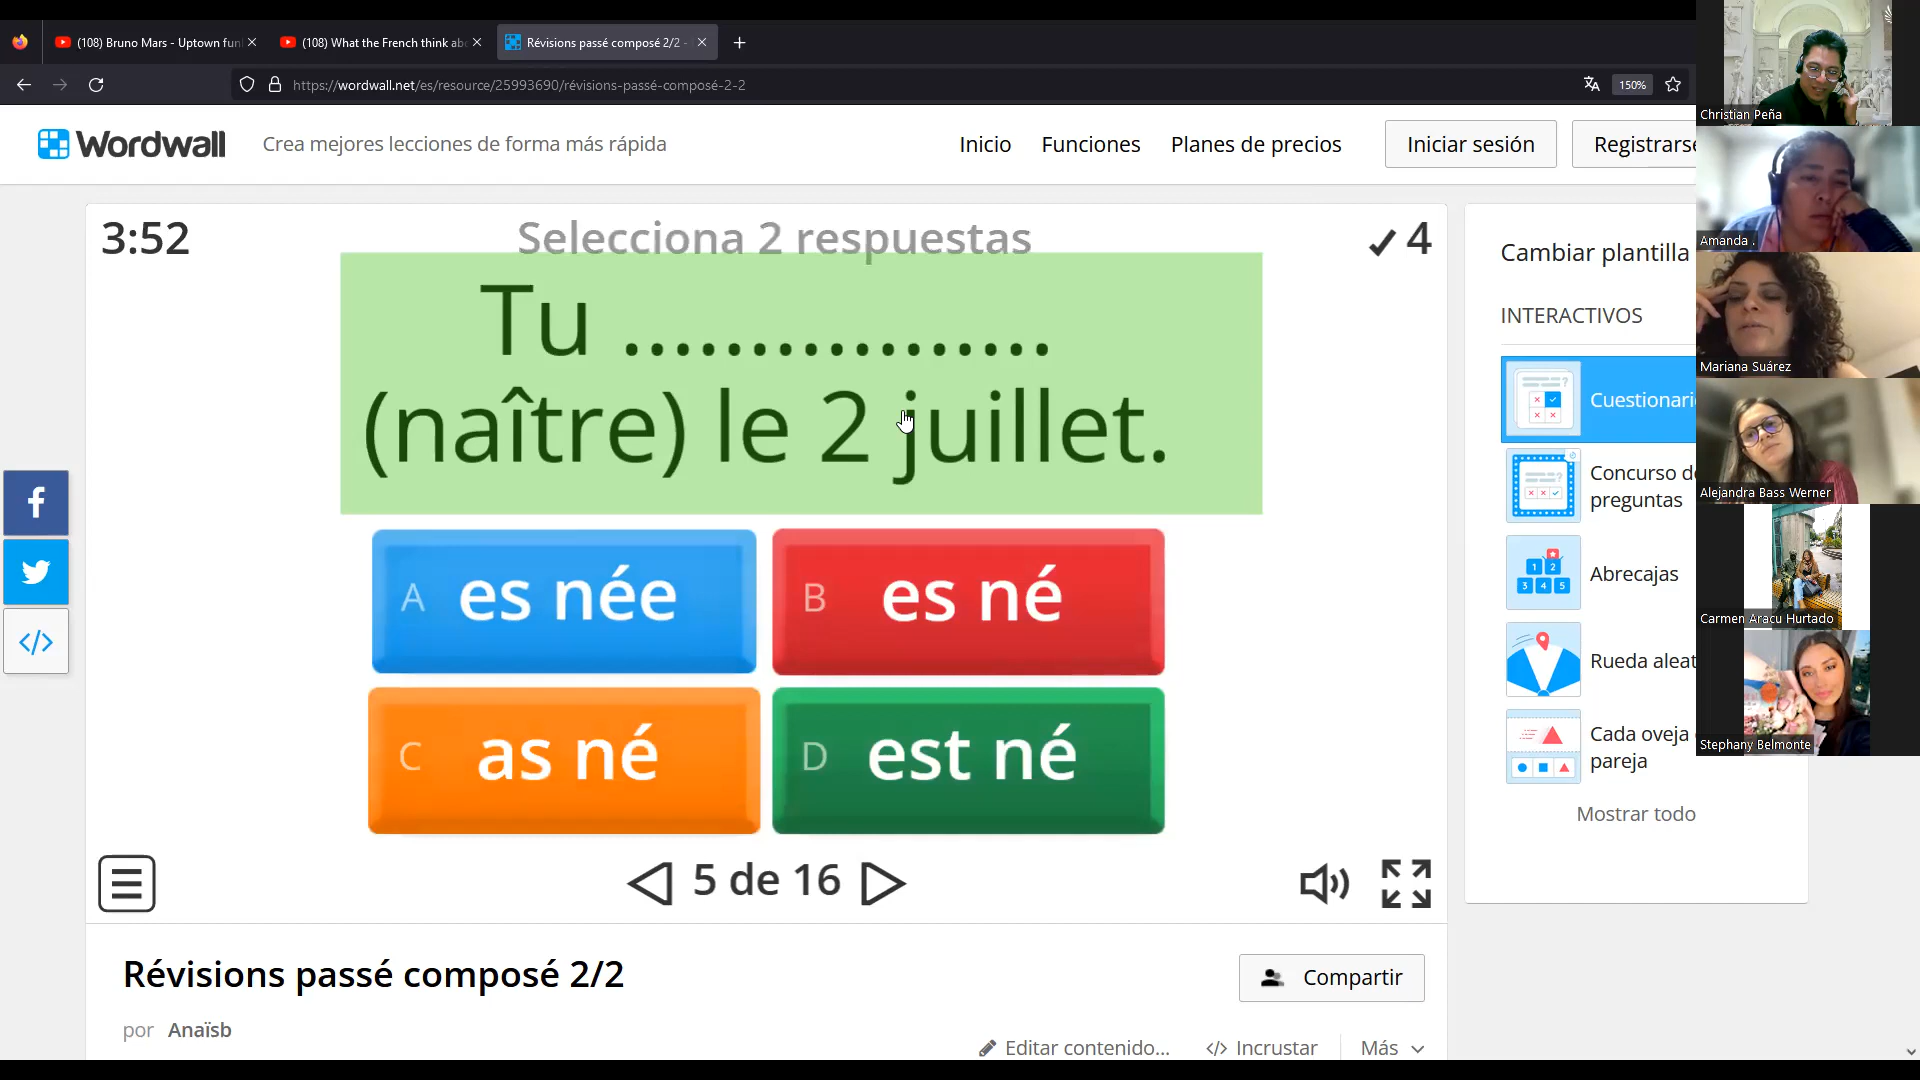 (108) Bruno Mars - Uptown fun
(108) What the French think abo
Révisions passé composé 2/2 -
https://wordwall.net/es/resource/25993690/révisions-passé-composé-2-2
150%
Wordwall
Crea mejores lecciones de forma más rápida
Inicio
Funciones
Planes de precios
Iniciar sesión
Registrarse
3:52
Selecciona 2 respuestas
4
Tu ................
(naître) le 2 juillet.
A es née
B es né
C as né
D est né
5 de 16
Révisions passé composé 2/2
por Anaïsb
Compartir
Editar contenido...
Incrustar
Más
Cambiar plantilla
INTERACTIVOS
Cuestionari
Concurso de
preguntas
Abrecajas
Rueda aleat
Cada oveja
pareja
Mostrar todo
Christian Peña
Amanda .
Mariana Suárez
Alejandra Bass Werner
Carmen Aracu Hurtado
Stephany Belmonte